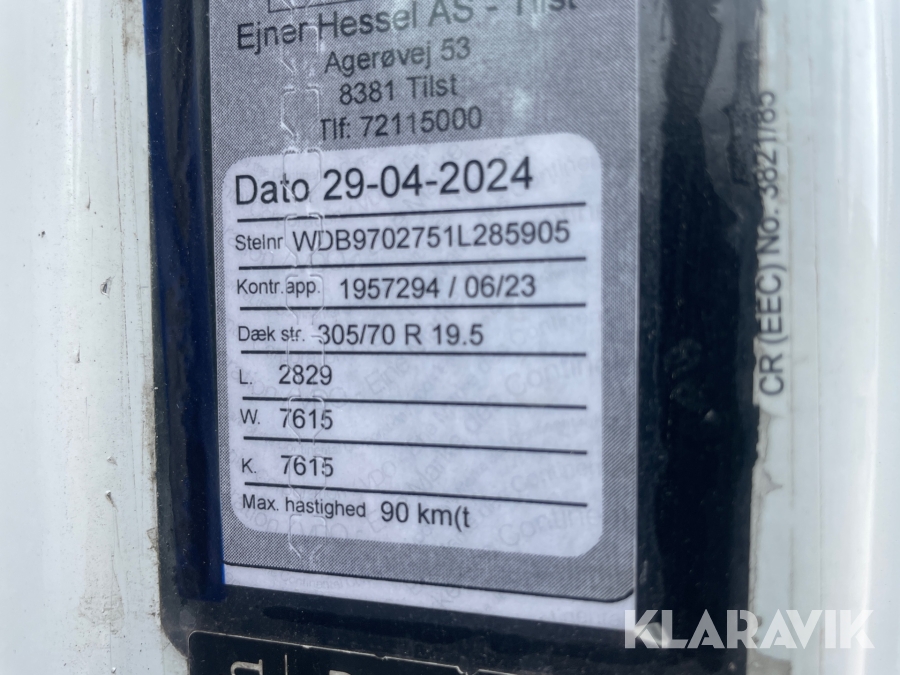 Ejner Hessel AS - Tilst
Agerøvej 53
8381 Tilst
Tlf: 72115000
Dato 29-04-2024
Stelnr WDB9702751L285905
Kontr.app. 1957294 / 06/23
Dæk str. 305/70 R 19.5
L. 2829
W. 7615
K. 7615
Max. hastighed 90 km(t
CR (EEC) No. 3821/85
KLARAVIK